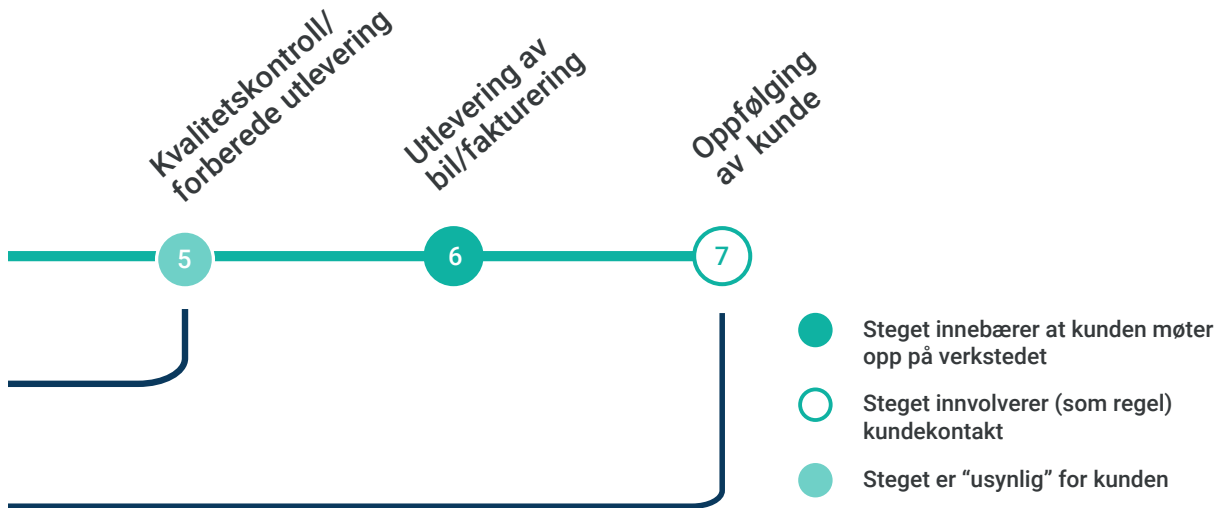 Kvalitetskontroll/
forberede utlevering
Utlevering av
bil/fakturering
Oppfølging
av kunde
5
6
7
Steget innebærer at kunden møter
opp på verkstedet
Steget innvolverer (som regel)
kundekontakt
Steget er “usynlig” for kunden